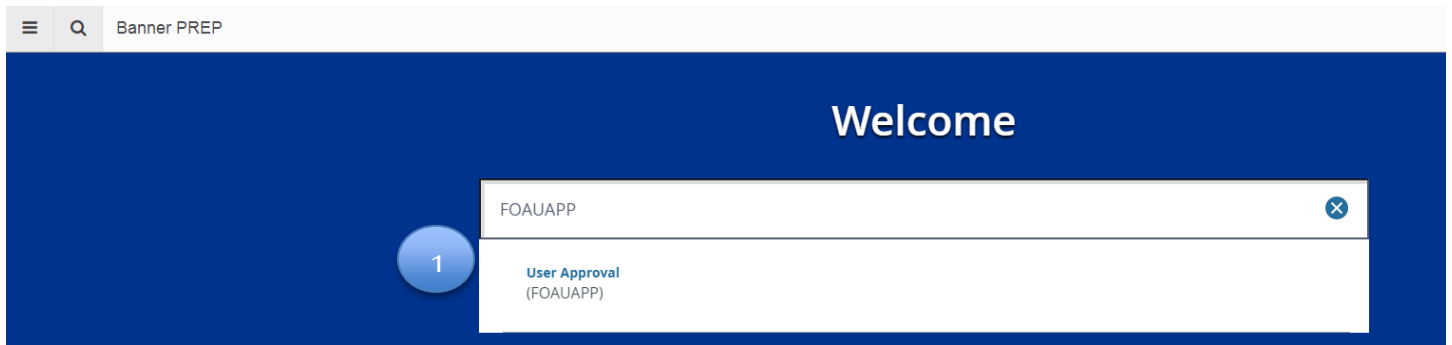 Banner PREP
Welcome
FOAUAPP
1
User Approval
(FOAUAPP)